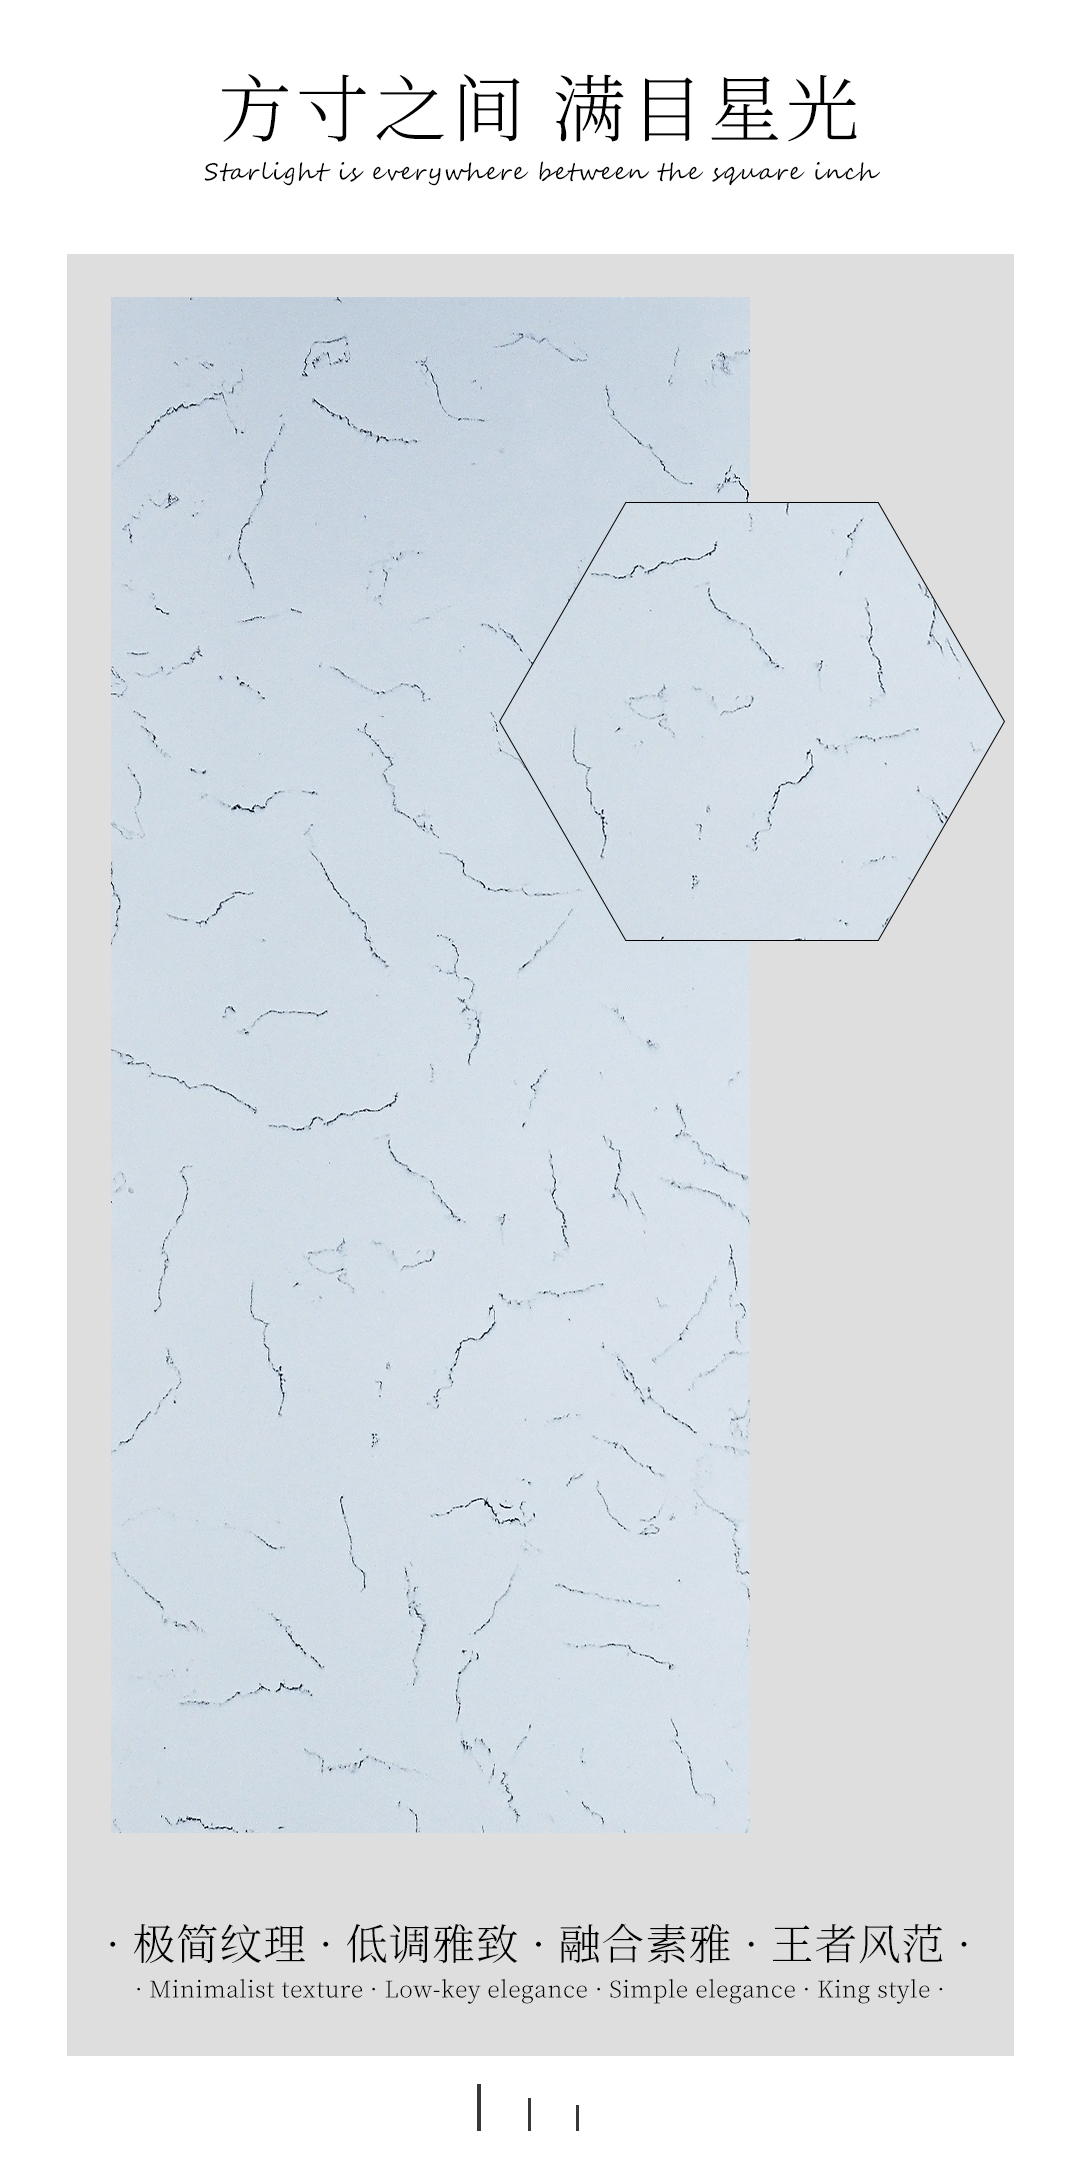 方寸之间 满目星光
Starlight is everywhere between the square inch
· 极简纹理 · 低调雅致 · 融合素雅 · 王者风范 ·
· Minimalist texture · Low-key elegance · Simple elegance · King style ·